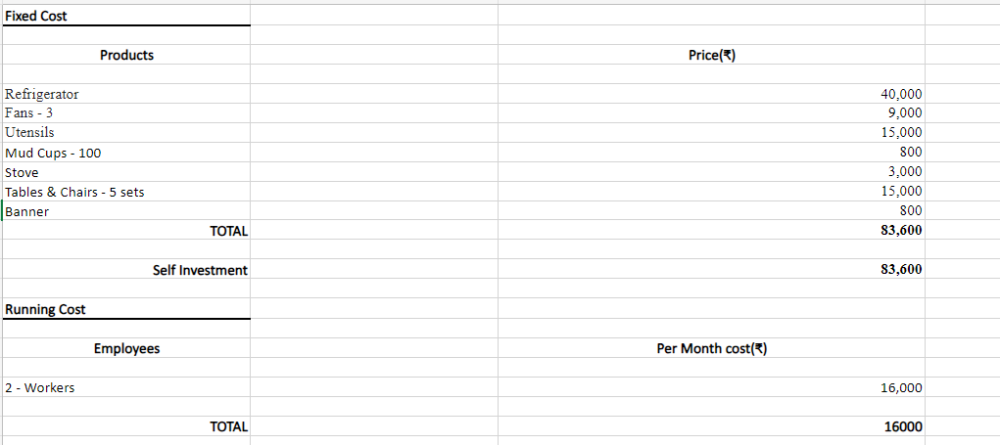 Fixed Cost
Products Price(₹)
Refrigerator 40,000
Fans - 3 9,000
Utensils 15,000
Mud Cups - 100 800
Stove 3,000
Tables & Chairs - 5 sets 15,000
Banner 800
TOTAL 83,600
Self Investment 83,600
Running Cost
Employees Per Month cost(₹)
2 - Workers 16,000
TOTAL 16000